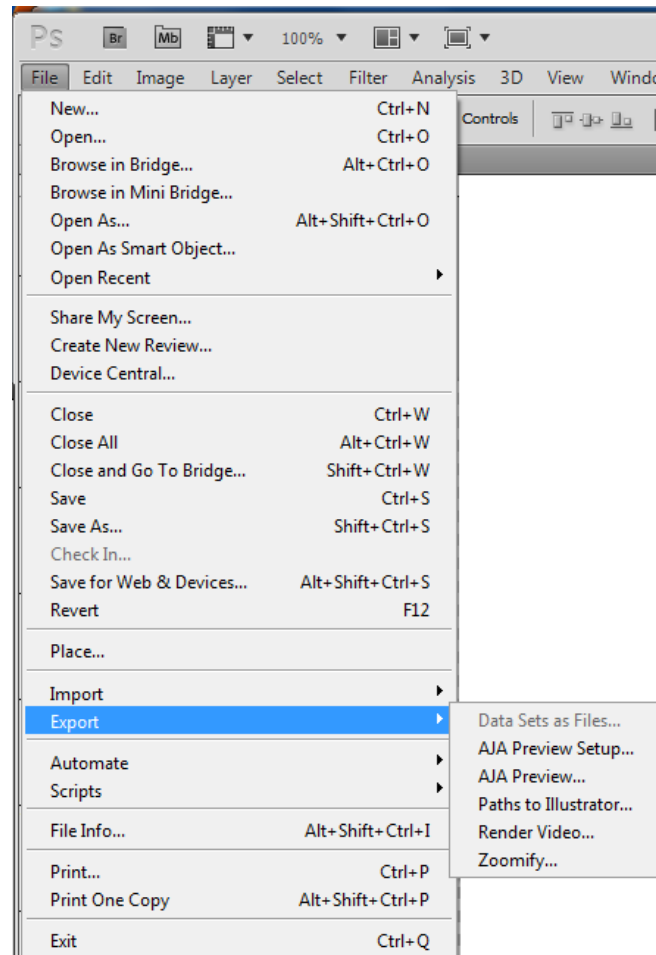 Ps Br Mb 100%
File Edit Image Layer Select Filter Analysis 3D View Windo
Controls
New... Ctrl+N
Open... Ctrl+O
Browse in Bridge... Alt+Ctrl+O
Browse in Mini Bridge...
Open As... Alt+Shift+Ctrl+O
Open As Smart Object...
Open Recent
Share My Screen...
Create New Review...
Device Central...
Close Ctrl+W
Close All Alt+Ctrl+W
Close and Go To Bridge... Shift+Ctrl+W
Save Ctrl+S
Save As... Shift+Ctrl+S
Check In...
Save for Web & Devices... Alt+Shift+Ctrl+S
Revert F12
Place...
Import
Export
Data Sets as Files...
AJA Preview Setup...
AJA Preview...
Paths to Illustrator...
Render Video...
Zoomify...
Automate
Scripts
File Info... Alt+Shift+Ctrl+I
Print... Ctrl+P
Print One Copy Alt+Shift+Ctrl+P
Exit Ctrl+Q